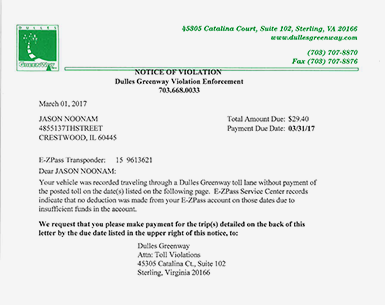 DULLES
GREENWAY
45305 Catalina Court, Suite 102, Sterling, VA 20166
www.dullesgreenway.com
(703) 707-8870
Fax (703) 707-8876
NOTICE OF VIOLATION
Dulles Greenway Violation Enforcement
703.668.0033
March 01, 2017
JASON NOONAM Total Amount Due: $29.40
4855137THSTREET Payment Due Date: 03/31/17
CRESTWOOD, IL 60445
E-ZPass Transponder: 15 9613621
Dear JASON NOONAM:
Your vehicle was recorded traveling through a Dulles Greenway toll lane without payment of
the posted toll on the date(s) listed on the following page. E-ZPass Service Center records
indicate that no deduction was made from your E-ZPass account on those dates due to
insufficient funds in the account.
We request that you please make payment for the trip(s) detailed on the back of this
letter by the due date listed in the upper right of this notice, to:
Dulles Greenway
Attn: Toll Violations
45305 Catalina Ct., Suite 102
Sterling, Virginia 20166